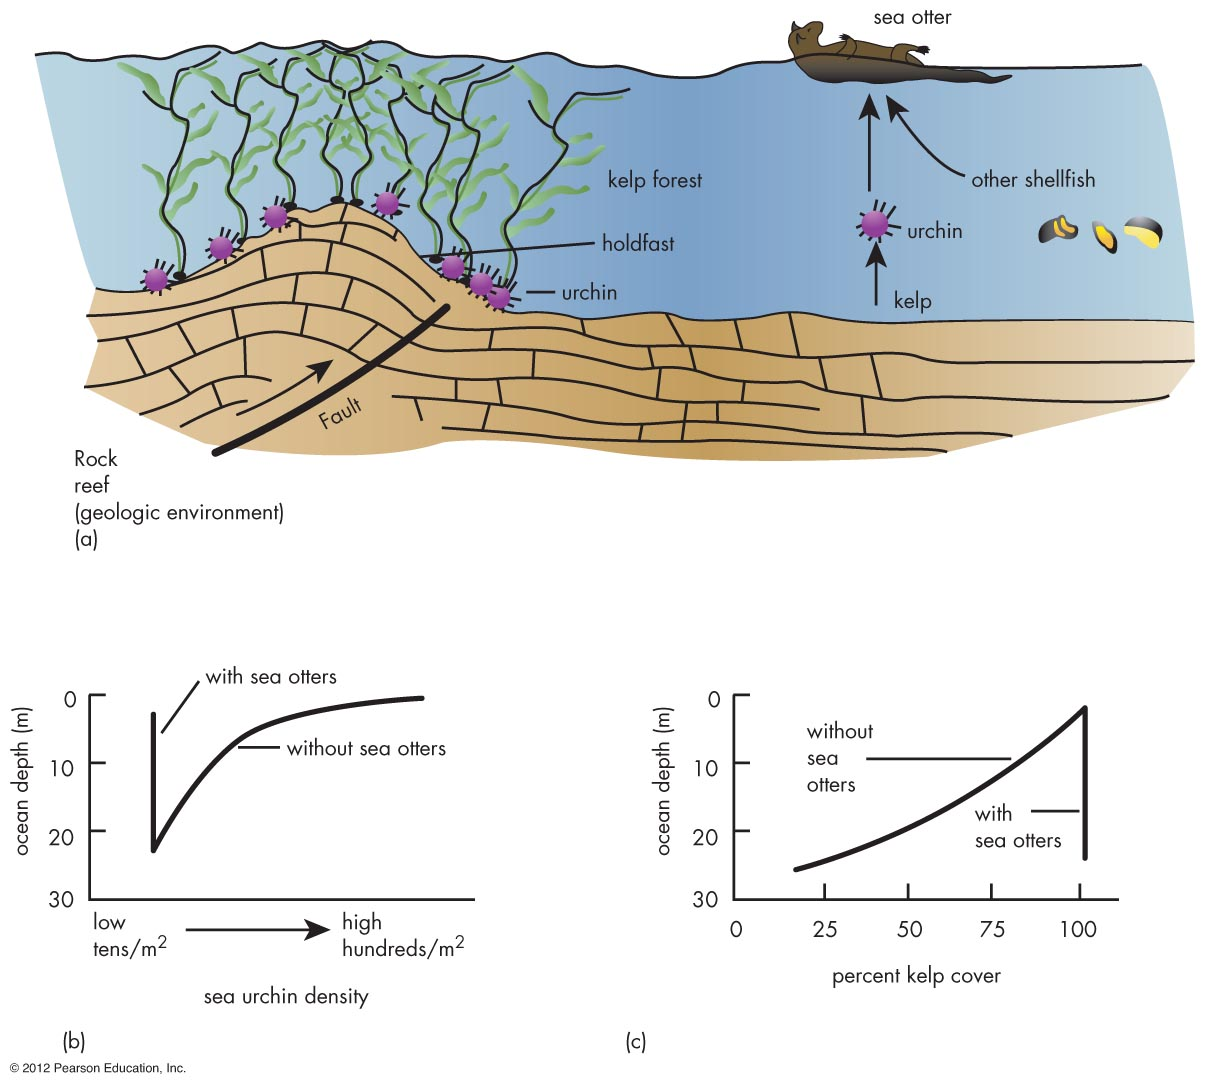 sea otter
kelp forest
other shellfish
holdfast
urchin
urchin
kelp
Fault
Rock
reef
(geologic environment)
(a)
with sea otters
without sea otters
ocean depth (m)
0
10
20
30
low
tens/m²
high
hundreds/m²
sea urchin density
(b)
without
sea
otters
with
sea otters
ocean depth (m)
0
10
20
30
0 25 50 75 100
percent kelp cover
(c)
© 2012 Pearson Education, Inc.